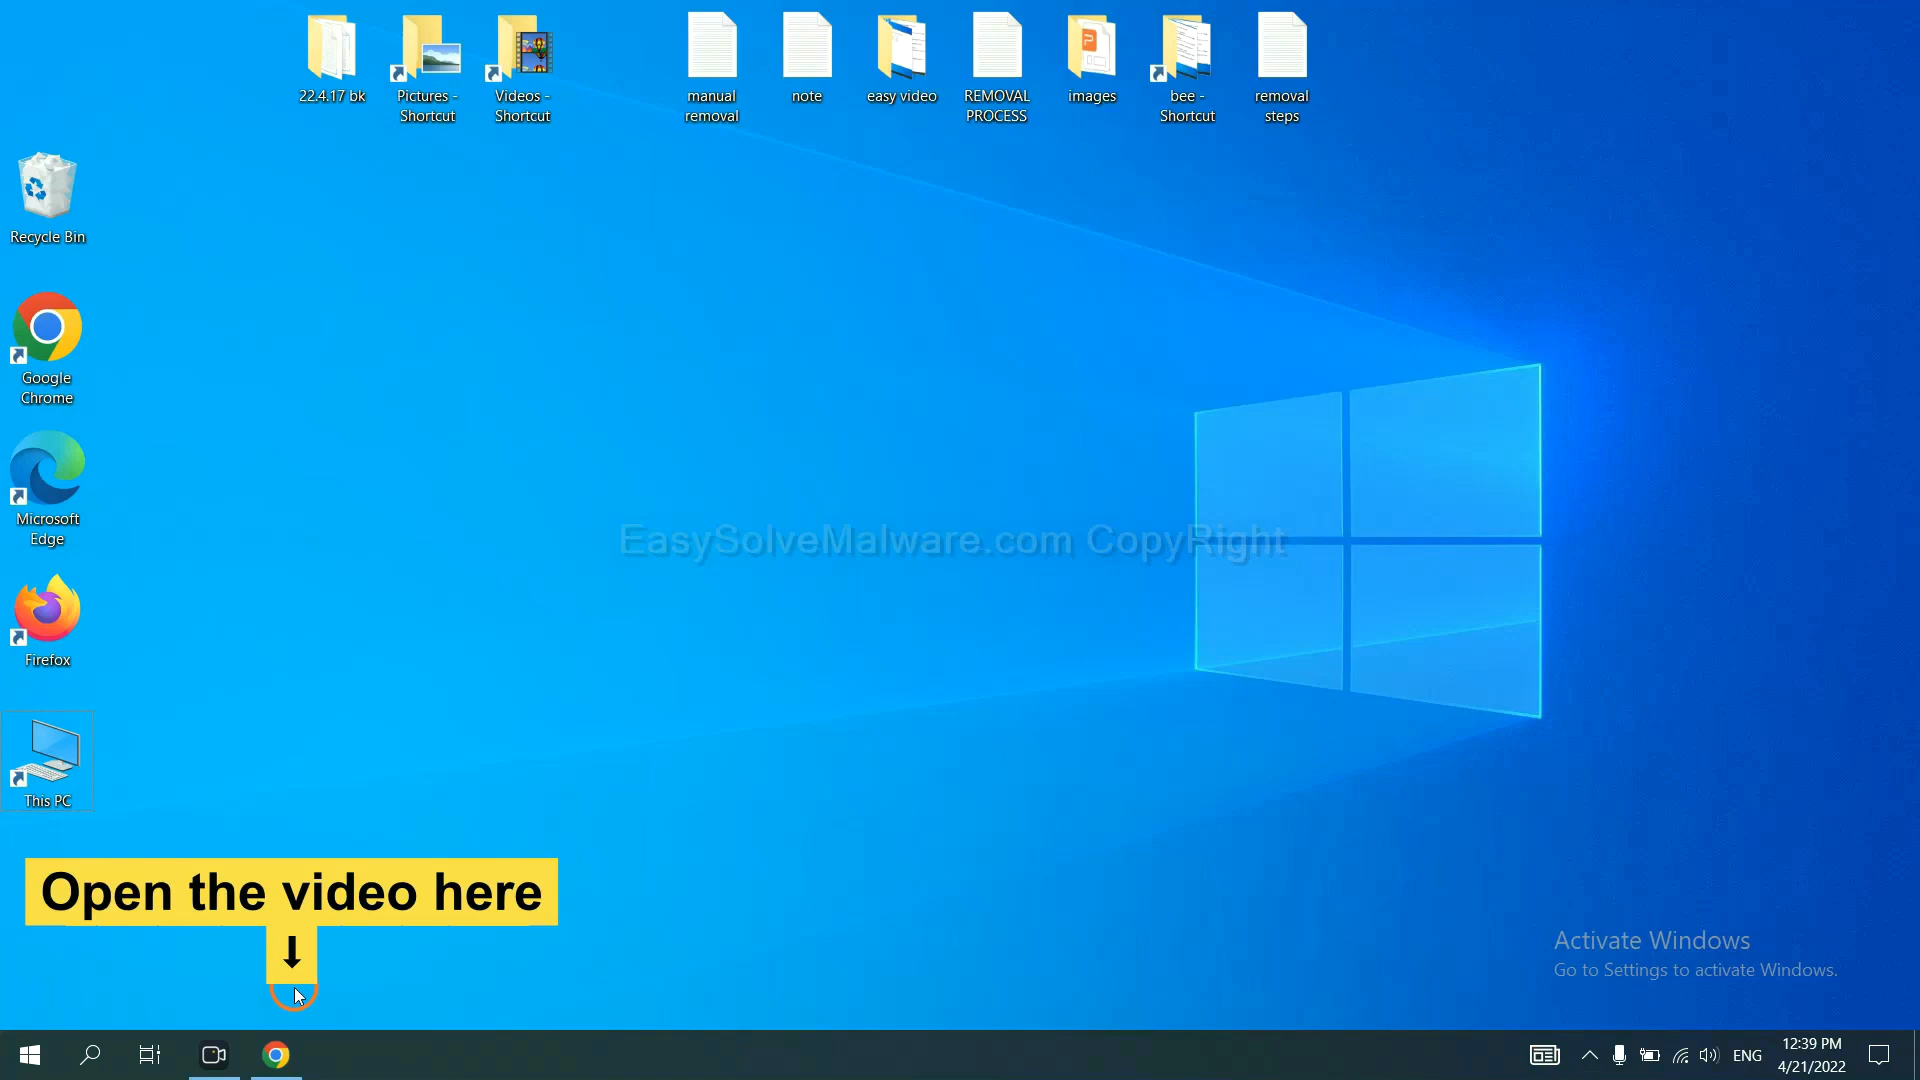 22.4.17 bk
Pictures -
Shortcut
Videos -
Shortcut
manual
removal
note
easy video
REMOVAL
PROCESS
images
bee -
Shortcut
removal
steps
Recycle Bin
Google
Chrome
Microsoft
Edge
Firefox
This PC
EasySolveMalware.com CopyRight
Open the video here
Activate Windows
Go to Settings to activate Windows.
ENG
12:39 PM
4/21/2022